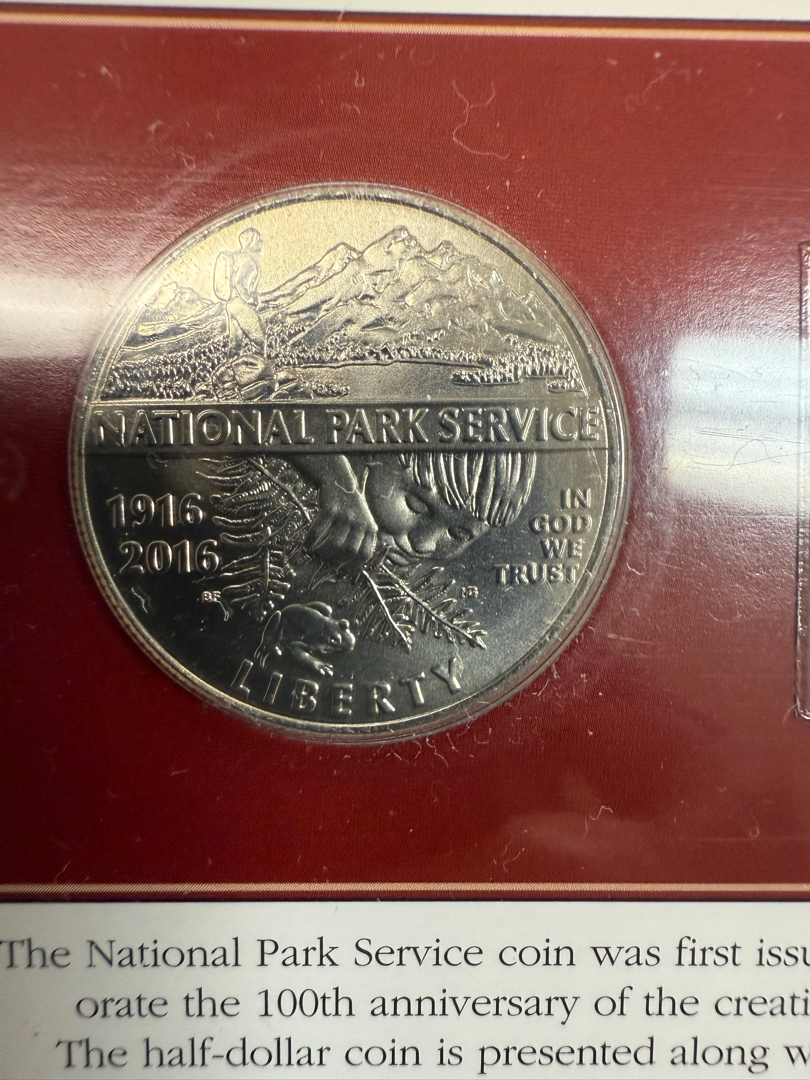 NATIONAL PARK SERVICE
1916
2016
IN
GOD
WE
TRUST
BF
LIBERTY
The National Park Service coin was first issu
orate the 100th anniversary of the creati
The half-dollar coin is presented along w